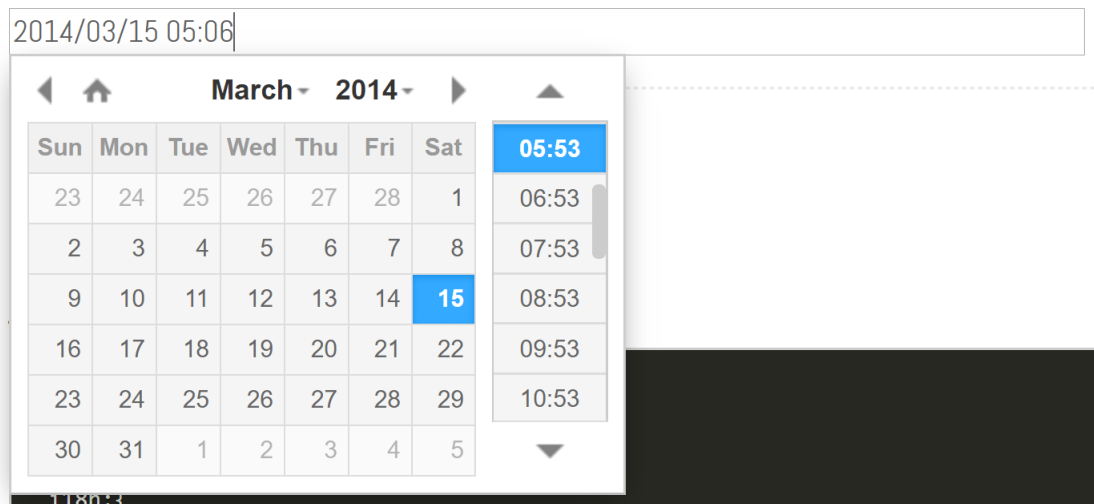 2014/03/15 05:06
March 2014
Sun Mon Tue Wed Thu Fri Sat
23 24 25 26 27 28 1
2 3 4 5 6 7 8
9 10 11 12 13 14 15
16 17 18 19 20 21 22
23 24 25 26 27 28 29
30 31 1 2 3 4 5
05:53
06:53
07:53
08:53
09:53
10:53